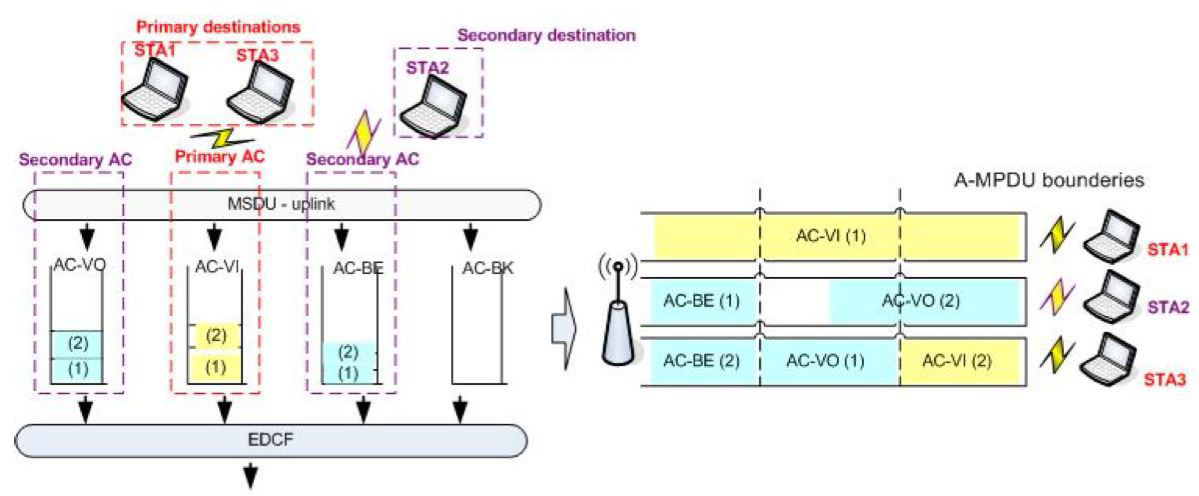 Primary destinations
STA1
STA3
Secondary destination
STA2
Secondary AC
Primary AC
Secondary AC
MSDU - uplink
AC-VO
AC-VI
AC-BE
AC-BK
(2)
(1)
(2)
(1)
(2)
(1)
EDCF
A-MPDU bounderies
AC-VI (1)
STA1
AC-BE (1)
AC-VO (2)
STA2
AC-BE (2)
AC-VO (1)
AC-VI (2)
STA3